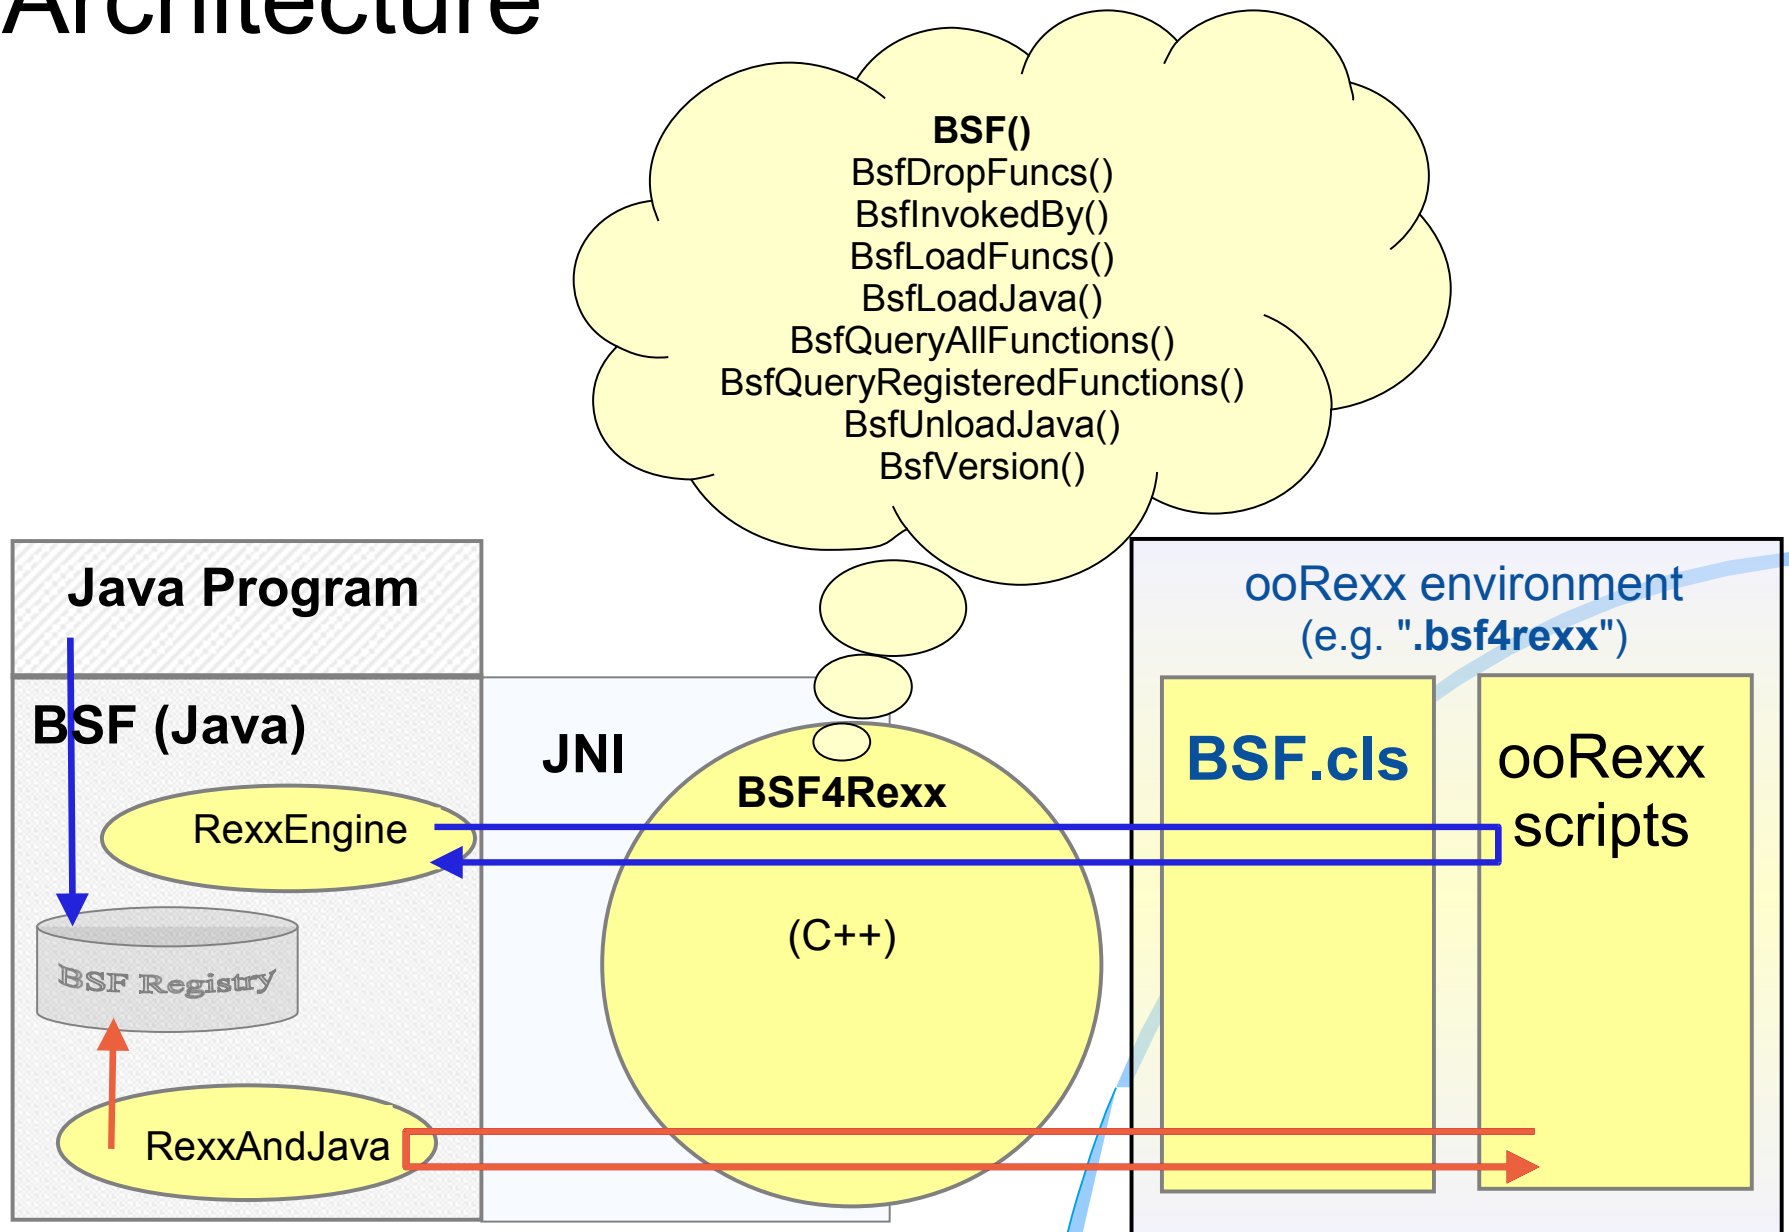 Architecture
BSF()
BsfDropFuncs()
BsfInvokedBy()
BsfLoadFuncs()
BsfLoadJava()
BsfQueryAllFunctions()
BsfQueryRegisteredFunctions()
BsfUnloadJava()
BsfVersion()
Java Program
ooRexx environment
(e.g. ".bsf4rexx")
BSF (Java)
JNI
BSF4Rexx
BSF.cls
ooRexx
scripts
RexxEngine
(C++)
BSF Registry
RexxAndJava